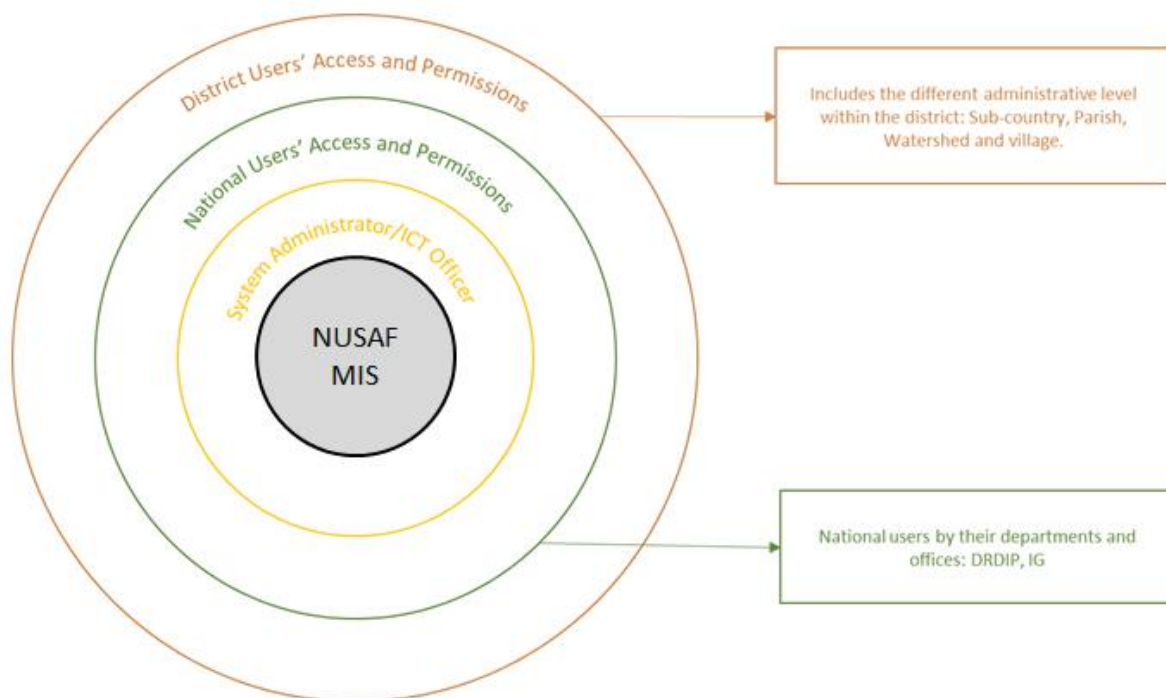 District Users' Access and Permissions
National Users' Access and Permissions
System Administrator/ICT Officer
NUSAF
MIS
Includes the different administrative level
within the district: Sub-country, Parish,
Watershed and village.
National users by their departments and
offices: DRDIP, IG